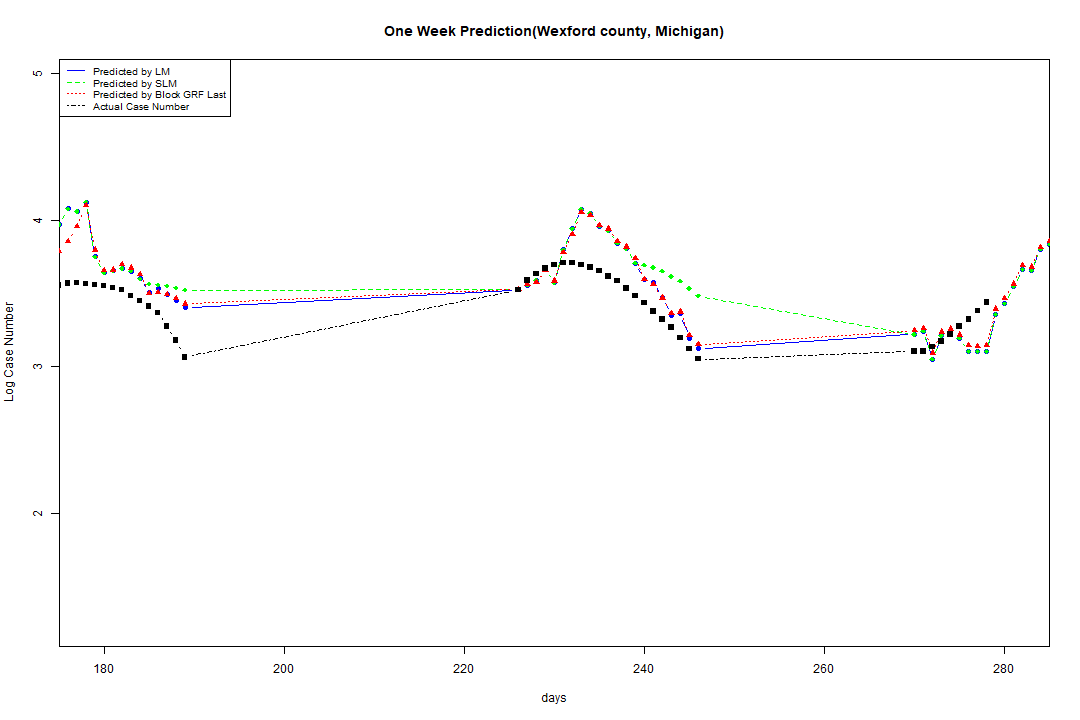 One Week Prediction(Wexford county, Michigan)
Predicted by LM
Predicted by SLM
Predicted by Block GRF Last
Actual Case Number
5
4
3
2
Log Case Number
180 200 220 240 260 280
days